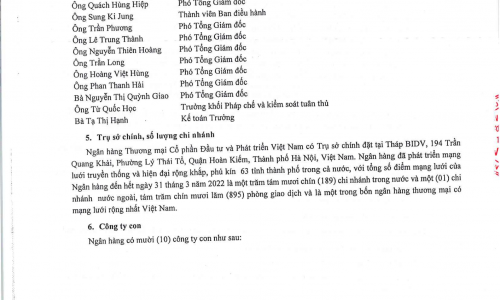 Ông Quách Hùng Hiệp Phó Tổng Giám đốc
Ông Sung Ki Jung Thành viên Ban điều hành
Ông Trần Phương Phó Tổng Giám đốc
Ông Lê Trung Thành Phó Tổng Giám đốc
Ông Nguyễn Thiên Hoàng Phó Tổng Giám đốc
Ông Trần Long Phó Tổng Giám đốc
Ông Hoàng Việt Hùng Phó Tổng Giám đốc
Ông Phan Thanh Hải Phó Tổng Giám đốc
Bà Nguyễn Thị Quỳnh Giao Phó Tổng Giám đốc
Ông Từ Quốc Học Trưởng khối Pháp chế và kiểm soát tuân thủ
Bà Tạ Thị Hạnh Kế toán Trưởng
5. Trụ sở chính, số lượng chi nhánh
Ngân hàng Thương mại Cổ phần Đầu tư và Phát triển Việt Nam có Trụ sở chính đặt tại Tháp BIDV, 194 Trần
Quang Khải, Phường Lý Thái Tổ, Quận Hoàn Kiếm, Thành phố Hà Nội, Việt Nam. Ngân hàng đã phát triển mạng
lưới truyền thống và hiện đại rộng khắp, phủ kín 63 tỉnh thành phố trong cả nước, với tổng số điểm mạng lưới của
Ngân hàng đến hết ngày 31 tháng 3 năm 2022 là một trăm tám mươi chín (189) chi nhánh trong nước và một (01) chi
nhánh nước ngoài, tám trăm chín mươi lăm (895) phòng giao dịch và là một trong bốn ngân hàng thương mại có
mạng lưới rộng nhất Việt Nam.
6. Công ty con
Ngân hàng có mười (10) công ty con như sau: